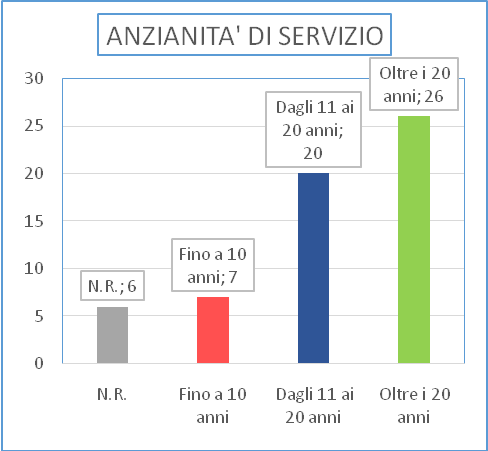 ANZIANITA' DI SERVIZIO
30
25
20
15
10
5
0
N.R.; 6
Fino a 10
anni; 7
Dagli 11 ai
20 anni;
20
Oltre i 20
anni; 26
N.R.
Fino a 10
anni
Dagli 11 ai
20 anni
Oltre i 20
anni